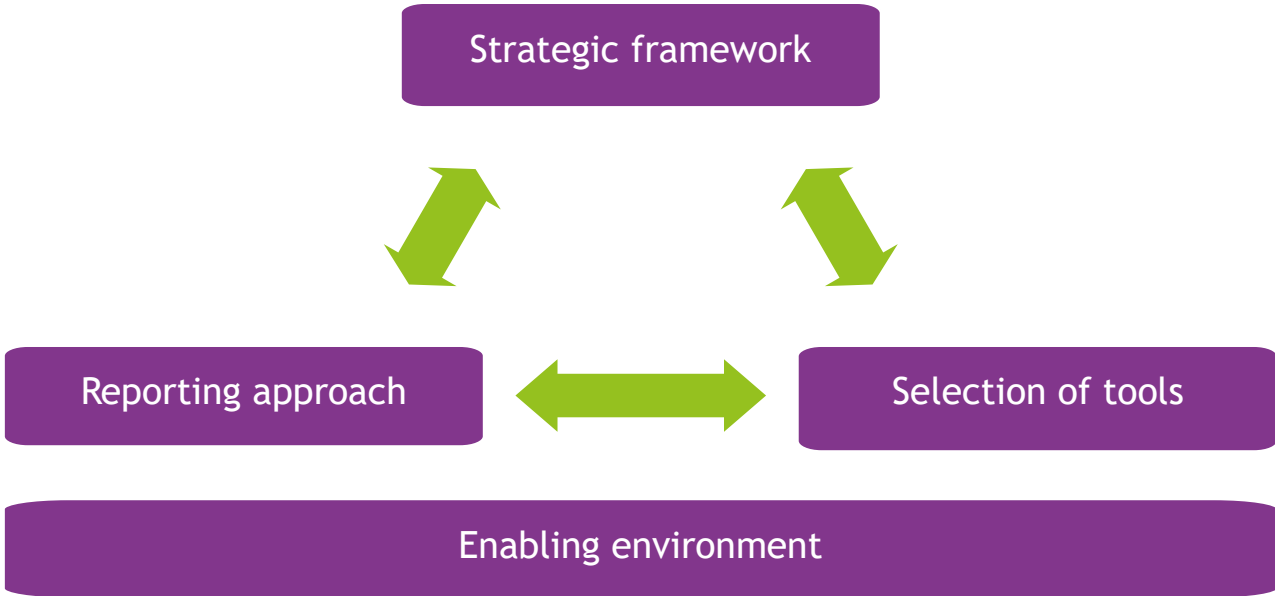 Strategic framework
Reporting approach
Selection of tools
Enabling environment